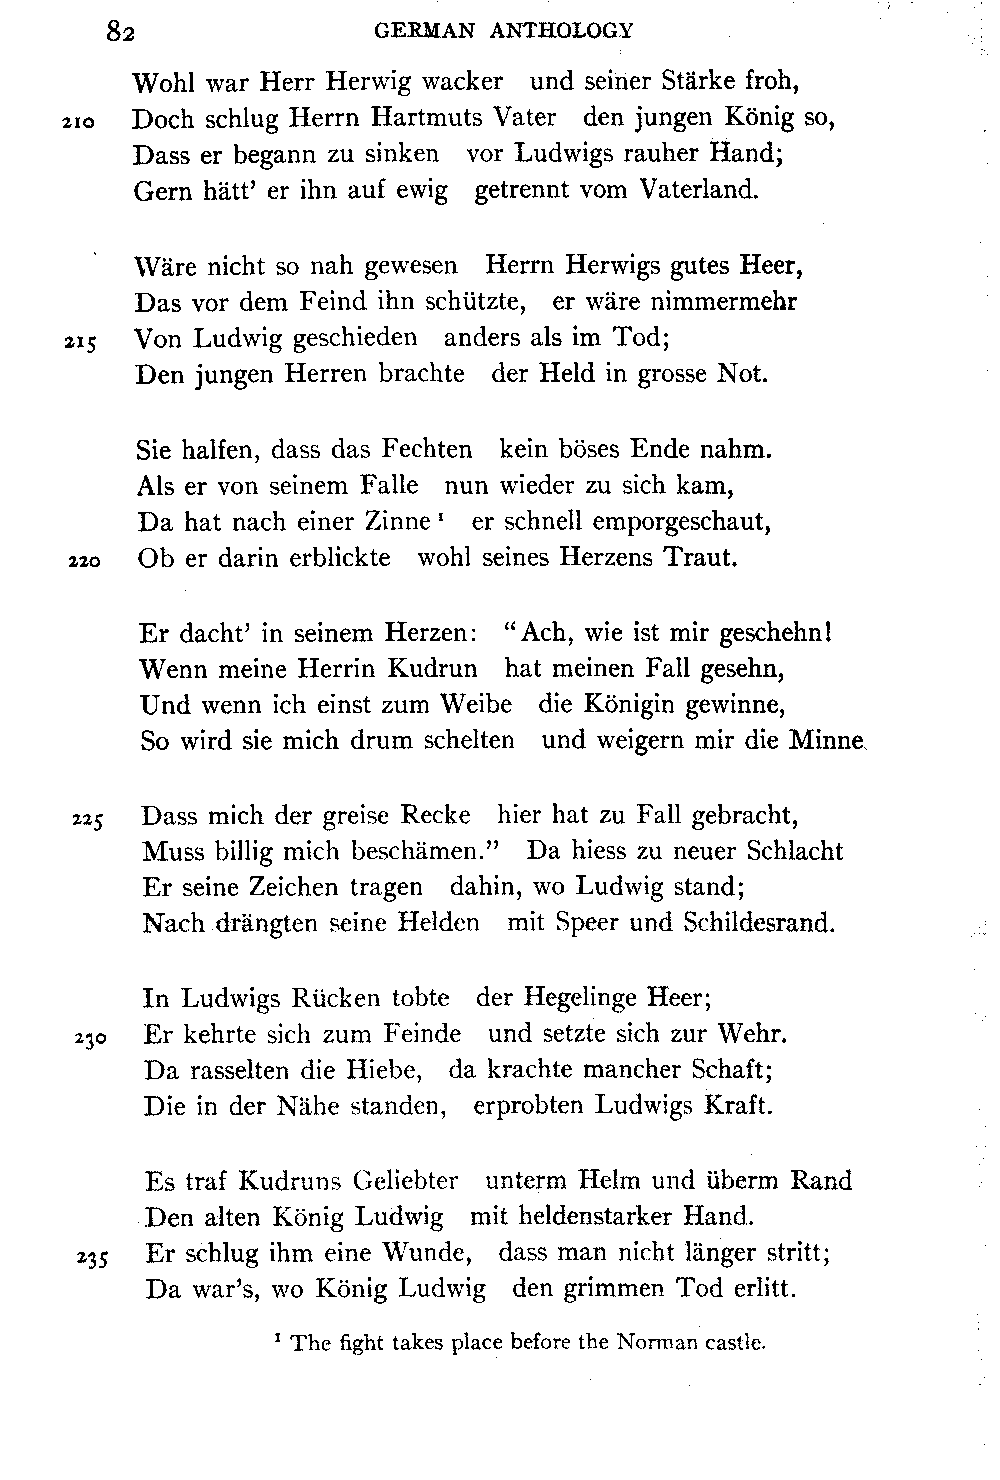 82 GERMAN ANTHOLOGY
Wohl war Herr Herwig wacker und seiner Stärke froh,
210 Doch schlug Herrn Hartmuts Vater den jungen König so,
Dass er begann zu sinken vor Ludwigs rauher Hand;
Gern hätt' er ihn auf ewig getrennt vom Vaterland.

Wäre nicht so nah gewesen Herrn Herwigs gutes Heer,
Das vor dem Feind ihn schützte, er wäre nimmermehr
215 Von Ludwig geschieden anders als im Tod;
Den jungen Herren brachte der Held in grosse Not.

Sie halfen, dass das Fechten kein böses Ende nahm.
Als er von seinem Falle nun wieder zu sich kam,
Da hat nach einer Zinne¹ er schnell emporgeschaut,
220 Ob er darin erblickte wohl seines Herzens Traut.

Er dacht' in seinem Herzen: "Ach, wie ist mir geschehn!
Wenn meine Herrin Kudrun hat meinen Fall gesehn,
Und wenn ich einst zum Weibe die Königin gewinne,
So wird sie mich drum schelten und weigern mir die Minne.

225 Dass mich der greise Recke hier hat zu Fall gebracht,
Muss billig mich beschämen." Da hiess zu neuer Schlacht
Er seine Zeichen tragen dahin, wo Ludwig stand;
Nach drängten seine Helden mit Speer und Schildesrand.

In Ludwigs Rücken tobte der Hegelinge Heer;
230 Er kehrte sich zum Feinde und setzte sich zur Wehr.
Da rasselten die Hiebe, da krachte mancher Schaft;
Die in der Nähe standen, erprobten Ludwigs Kraft.

Es traf Kudruns Geliebter unterm Helm und überm Rand
Den alten König Ludwig mit heldenstarker Hand.
235 Er schlug ihm eine Wunde, dass man nicht länger stritt;
Da war's, wo König Ludwig den grimmen Tod erlitt.

¹ The fight takes place before the Norman castle.